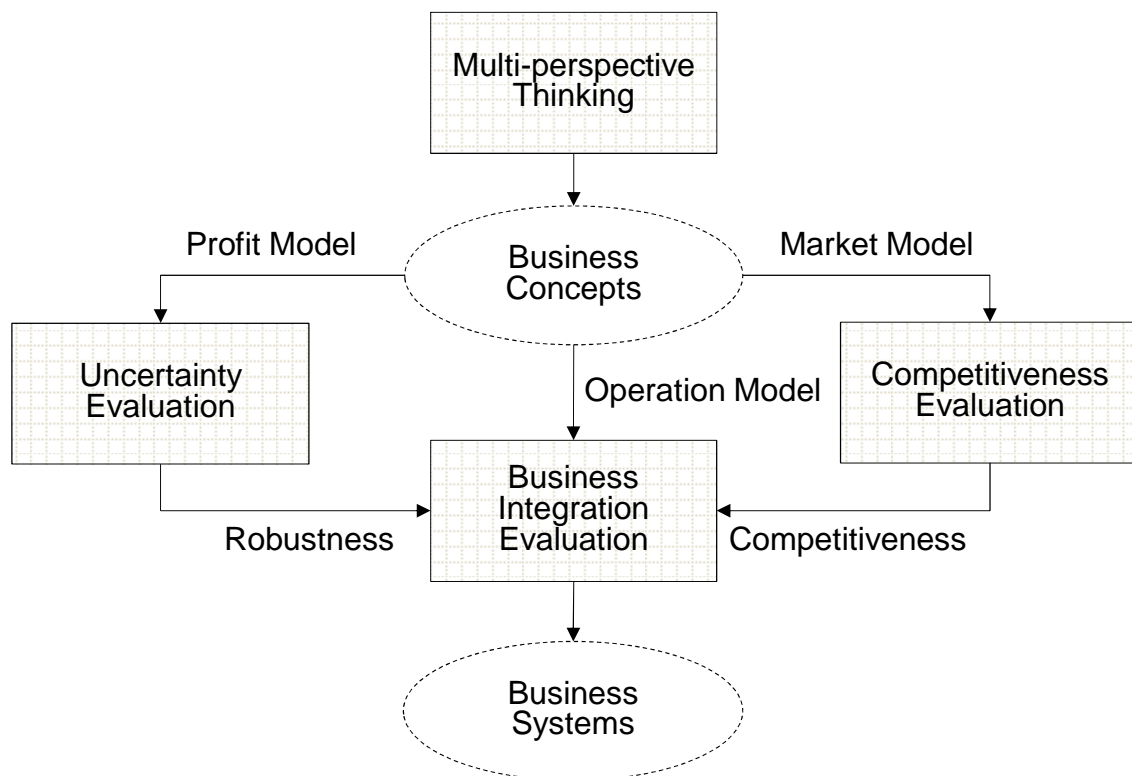 Multi-perspective
Thinking
Profit Model
Market Model
Business
Concepts
Uncertainty
Evaluation
Operation Model
Competitiveness
Evaluation
Business
Integration
Evaluation
Robustness
Competitiveness
Business
Systems